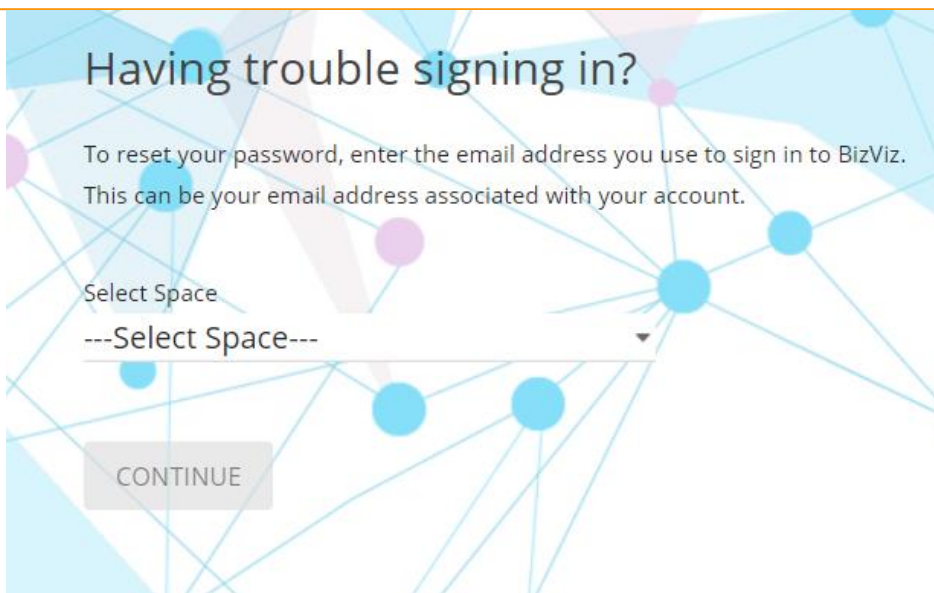 Having trouble signing in?
To reset your password, enter the email address you use to sign in to BizViz.
This can be your email address associated with your account.
Select Space
---Select Space---
CONTINUE